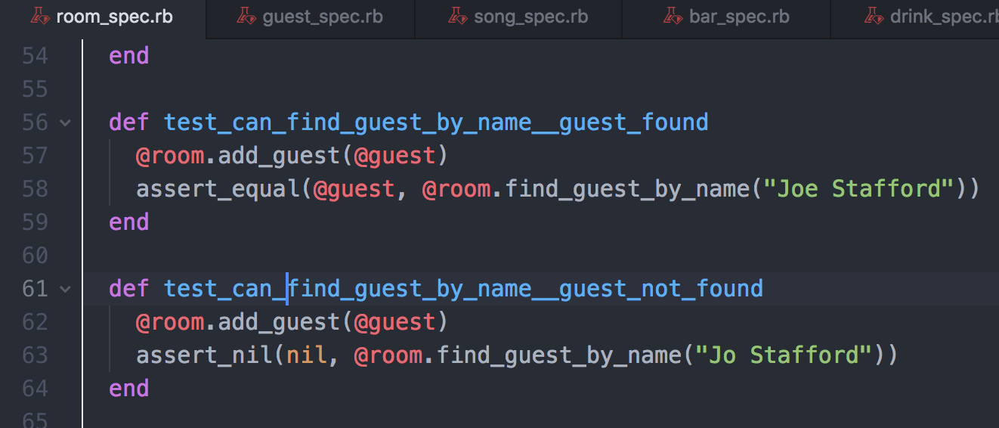 room_spec.rb guest_spec.rb song_spec.rb bar_spec.rb drink_spec.rb
54 end
55
56 def test_can_find_guest_by_name__guest_found
57 @room.add_guest(@guest)
58 assert_equal(@guest, @room.find_guest_by_name("Joe Stafford"))
59 end
60
61 def test_can_find_guest_by_name__guest_not_found
62 @room.add_guest(@guest)
63 assert_nil(nil, @room.find_guest_by_name("Jo Stafford"))
64 end
65